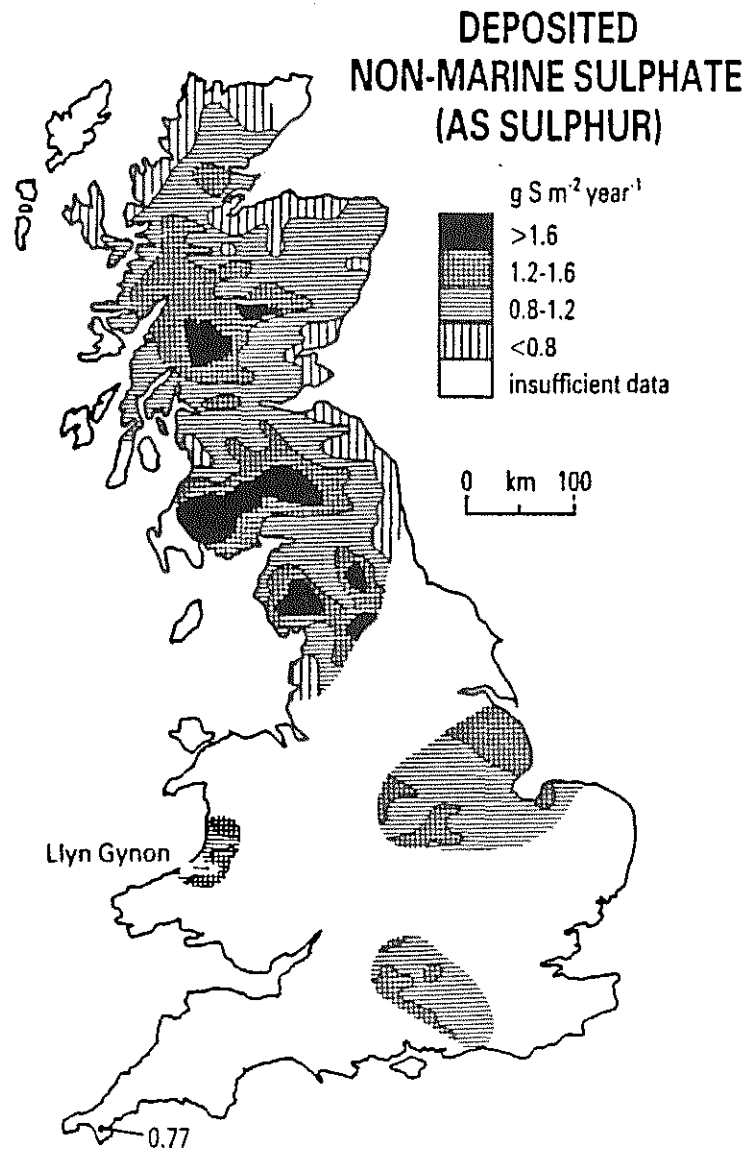 DEPOSITED
NON-MARINE SULPHATE
(AS SULPHUR)
g S m⁻² year⁻¹
>1.6
1.2-1.6
0.8-1.2
<0.8
insufficient data
0 km 100
Llyn Gynon
0.77